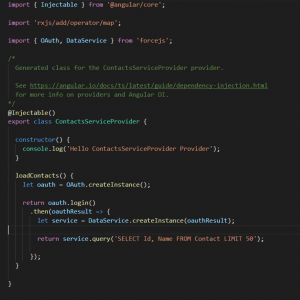 import { Injectable } from '@angular/core';
import 'rxjs/add/operator/map';
import { OAuth, DataService } from 'forcejs';
/*
Generated class for the ContactsServiceProvider provider.
See https://angular.io/docs/ts/latest/guide/dependency-injection.html
for more info on providers and Angular DI.
*/
@Injectable()
export class ContactsServiceProvider {
constructor() {
console.log('Hello ContactsServiceProvider Provider');
}
loadContacts() {
let oauth = OAuth.createInstance();
return oauth.login()
.then(oauthResult => {
let service = DataService.createInstance(oauthResult);
return service.query('SELECT Id, Name FROM Contact LIMIT 50');
});
}
}